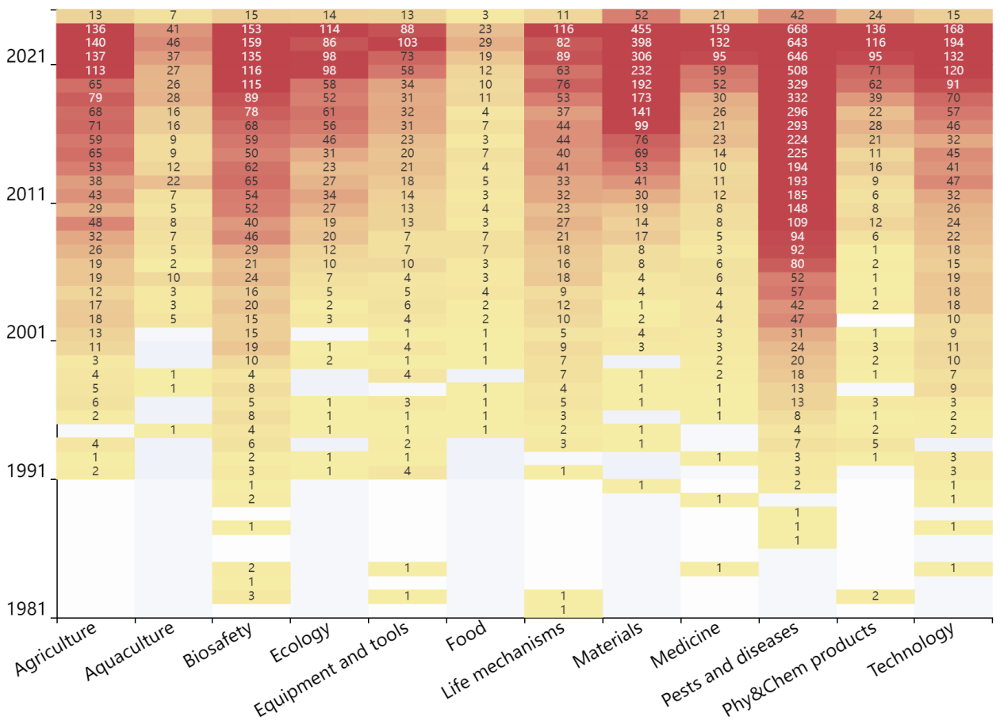 13 7 15 14 13 3 11 52 21 42 24 15
136 41 153 114 88 23 116 455 159 668 136 168
140 46 159 86 103 29 82 398 132 643 116 194
2021 137 37 135 98 73 19 89 306 95 646 95 132
113 27 116 98 58 12 63 232 59 508 71 120
65 26 115 58 34 10 76 192 52 329 62 91
79 28 89 52 31 11 53 173 30 332 39 70
68 16 78 61 32 4 37 141 26 296 22 57
71 16 68 56 31 7 44 99 21 293 28 46
59 9 59 46 23 3 44 76 23 224 21 32
65 9 50 31 20 7 40 69 14 225 11 45
53 12 62 23 21 4 41 53 10 194 16 41
38 22 65 27 18 5 33 41 11 193 9 47
2011 43 7 54 34 14 3 32 30 12 185 6 32
29 5 52 27 13 4 23 19 8 148 8 26
48 8 40 19 13 3 27 14 8 109 12 24
32 7 46 20 7 7 21 17 5 94 6 22
26 5 29 12 7 7 18 8 3 92 1 18
19 2 21 10 10 3 16 8 6 80 2 15
19 10 24 7 4 3 18 4 6 52 1 19
12 3 16 5 5 4 9 4 4 57 1 18
17 3 20 2 6 2 12 1 4 42 2 18
18 5 15 3 4 2 10 2 4 47 10
2001 13 15 1 1 5 4 3 31 1 9
11 19 1 4 1 9 3 3 24 3 11
3 10 2 1 1 7 2 20 2 10
4 1 4 4 7 1 2 18 1 7
5 1 8 1 4 1 1 13 9
6 5 1 3 1 5 1 1 13 3 3
2 8 1 1 1 3 1 8 1 2
1 4 1 1 1 2 1 4 2 2
4 6 2 3 1 7 5
1 2 1 1 1 3 1 3
1991 2 3 1 4 1 3 3
1 1 2 1
2 1 1
1
1 1 1
1
2 1 1 1
1
3 1 1 2
1981 1
Agriculture
Aquaculture
Biosafety
Ecology
Equipment and tools
Food
Life mechanisms
Materials
Medicine
Pests and diseases
Phy&Chem products
Technology